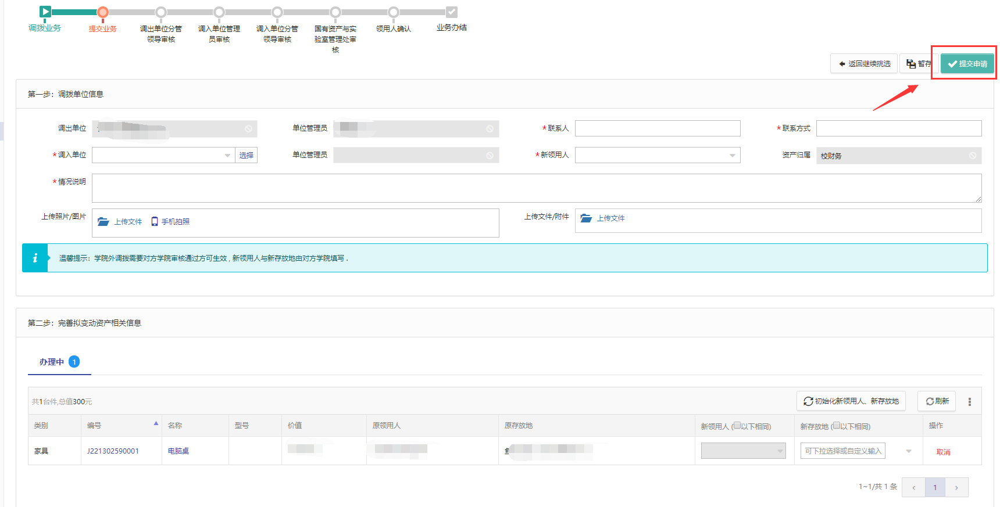 调拨业务
提交业务
调出单位分管
领导审核
调入单位管理
员审核
调入单位分管
领导审核
国有资产与实
验室管理处审
核
领用人确认
业务办结
返回继续挑选
暂存
提交申请
第一步：调拨单位信息
调出单位
单位管理员
*联系人
*联系方式
*调入单位
选择
单位管理员
*新领用人
资产归属
校财务
*情况说明
上传照片/图片
上传文件
手机拍照
上传文件/附件
上传文件
温馨提示：学院外调拨需要对方学院审核通过方可生效 , 新领用人与新存放地由对方学院填写 .
第二步：完善拟变动资产相关信息
办理中 1
共1台件,总值300元
初始化新领用人、新存放地
刷新
类别 编号 名称 型号 价值 原领用人 原存放地 新领用人 (以下相同) 新存放地 (以下相同) 操作
家具 J221302590001 电脑桌 可下拉选择或自定义输入 取消
1~1/共 1 条 ‹ 1 ›